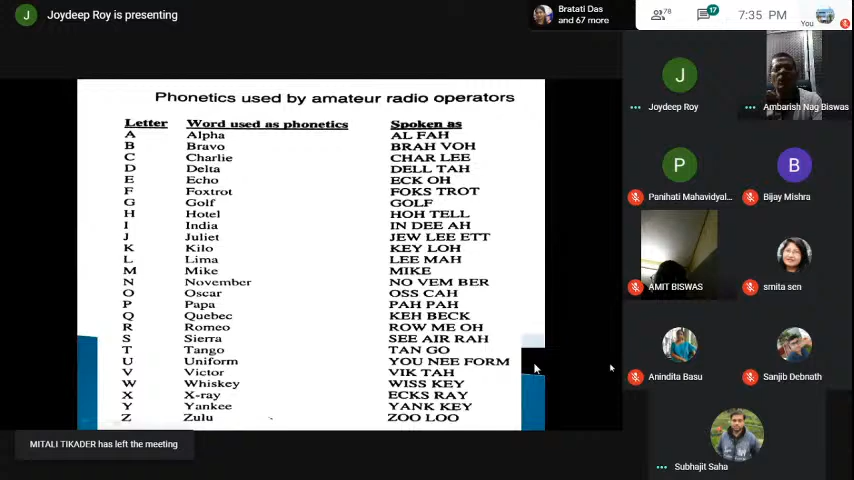 J
Joydeep Roy is presenting
Bratati Das
and 67 more
78
17
7:35 PM
You
Phonetics used by amateur radio operators
Letter Word used as phonetics Spoken as
A Alpha AL FAH
B Bravo BRAH VOH
C Charlie CHAR LEE
D Delta DELL TAH
E Echo ECK OH
F Foxtrot FOKS TROT
G Golf GOLF
H Hotel HOH TELL
I India IN DEE AH
J Juliet JEW LEE ETT
K Kilo KEY LOH
L Lima LEE MAH
M Mike MIKE
N November NO VEM BER
O Oscar OSS CAH
P Papa PAH PAH
Q Quebec KEH BECK
R Romeo ROW ME OH
S Sierra SEE AIR RAH
T Tango TAN GO
U Uniform YOU NEE FORM
V Victor VIK TAH
W Whiskey WISS KEY
X X-ray ECKS RAY
Y Yankee YANK KEY
Z Zulu ZOO LOO
MITALI TIKADER has left the meeting
J
Joydeep Roy
Ambarish Nag Biswas
P
B
Panihati Mahavidyal...
Bijay Mishra
AMIT BISWAS
smita sen
Anindita Basu
Sanjib Debnath
Subhajit Saha